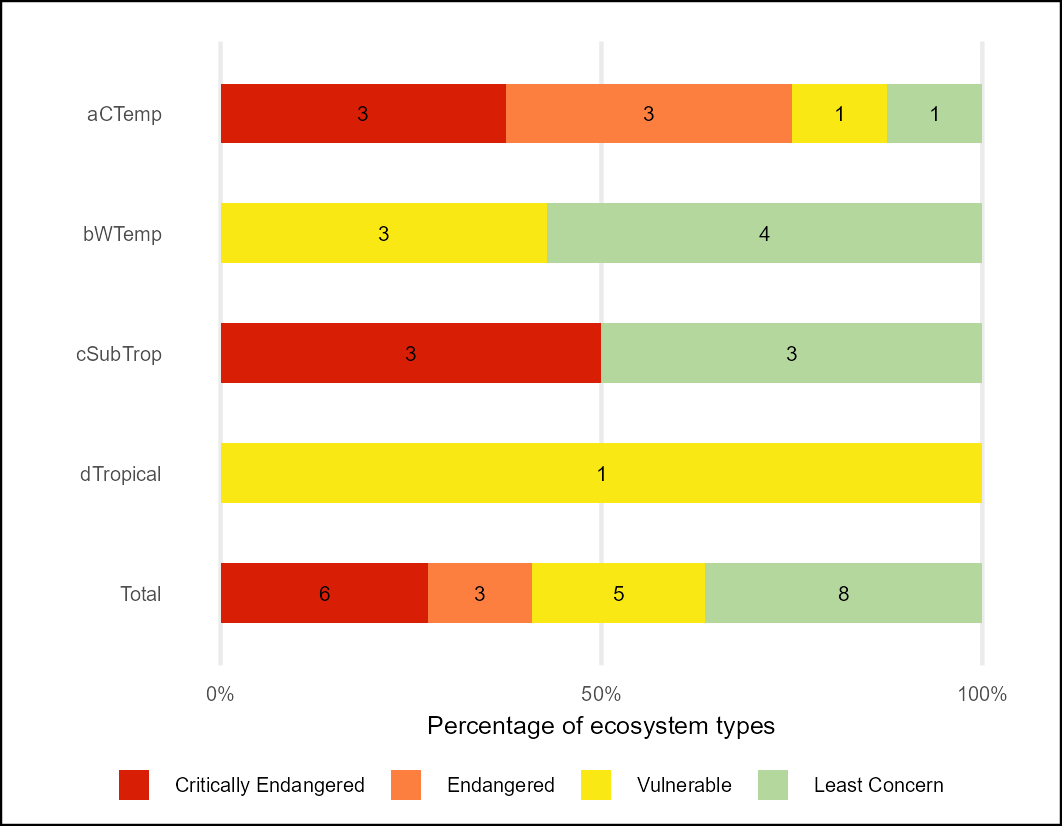 aCTemp 3 3 1 1
bWTemp 3 4
cSubTrop 3 3
dTropical 1
Total 6 3 5 8
0% 50% 100%
Percentage of ecosystem types
Critically Endangered Endangered Vulnerable Least Concern